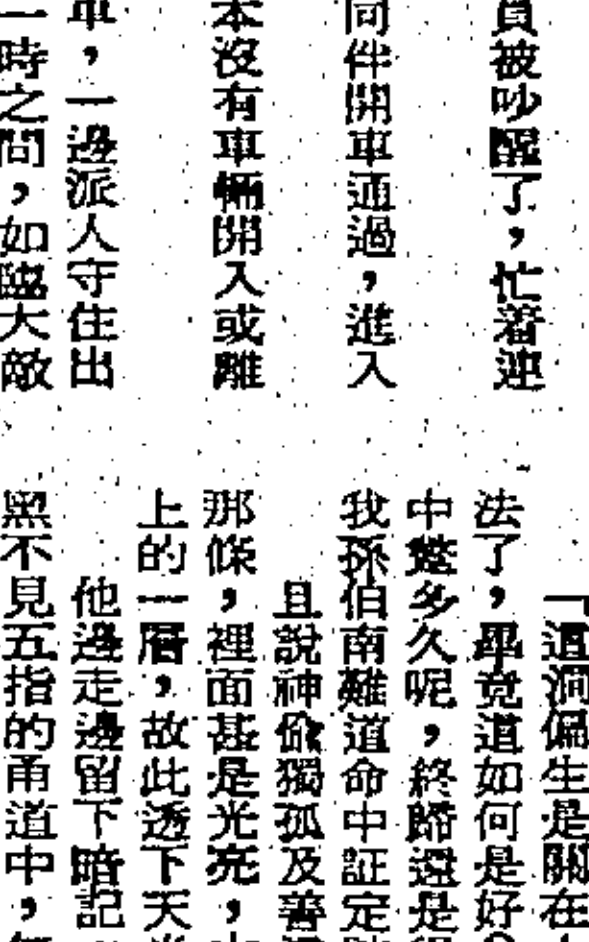 員被吵醒了，忙着連
同伴開車通過，進入
本沒有車輛開入或離
車，一邊派人守住出
一時之間，如臨大敵
「這洞偏生是關在
法了，畢竟道如何是好
中蹩多久呢，終歸還是
我孫伯南難道命中註定
且說神偷獨孤及善
那條，裡面甚是光亮，
上的一層，故此透下天
他邊走邊留下暗記
黑不見五指的甬道中，